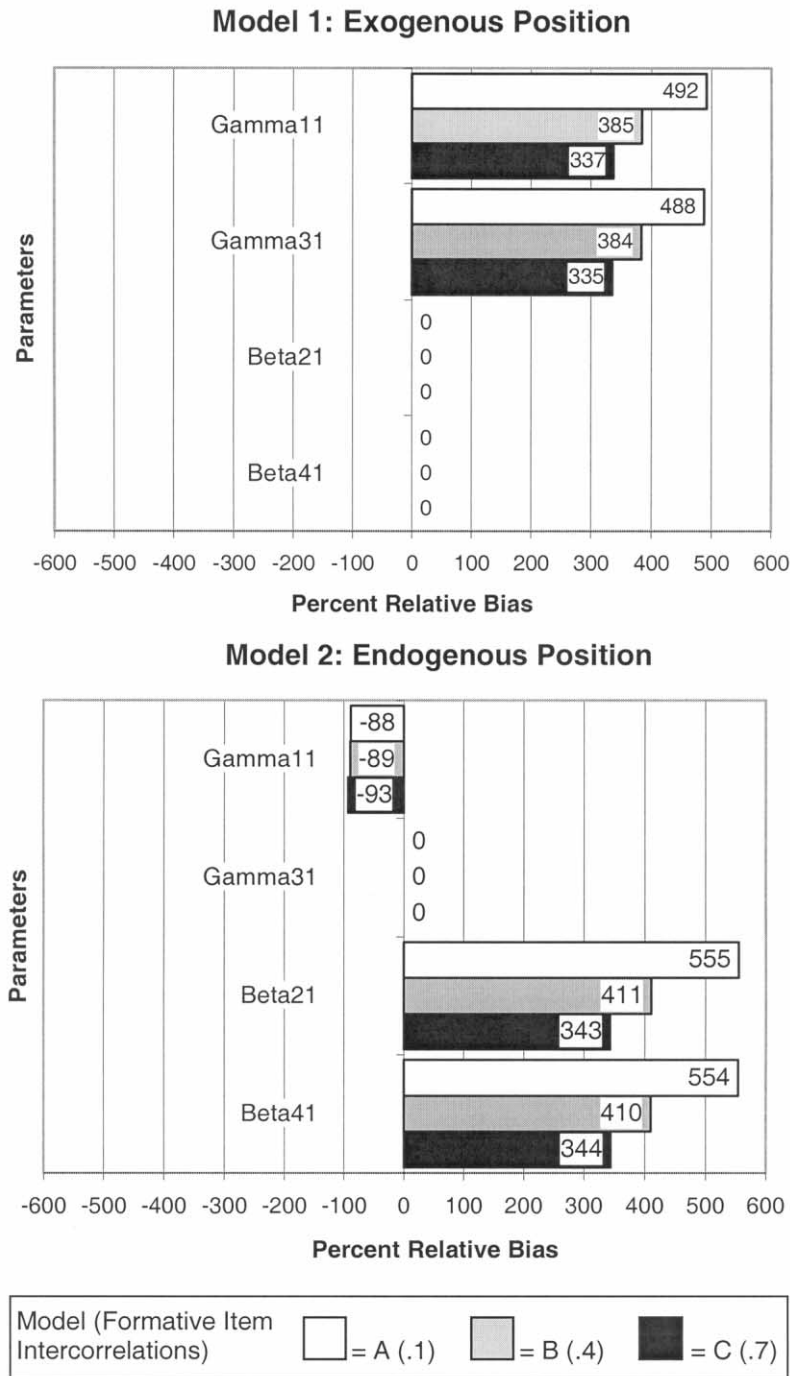 Model 1: Exogenous Position
Parameters
Gamma11
492
385
337
Gamma31
488
384
335
Beta21
0
0
0
Beta41
0
0
0
-600 -500 -400 -300 -200 -100 0 100 200 300 400 500 600
Percent Relative Bias
Model 2: Endogenous Position
Parameters
Gamma11
-88
-89
-93
Gamma31
0
0
0
Beta21
555
411
343
Beta41
554
410
344
-600 -500 -400 -300 -200 -100 0 100 200 300 400 500 600
Percent Relative Bias
Model (Formative Item
Intercorrelations) = A (.1) = B (.4) = C (.7)